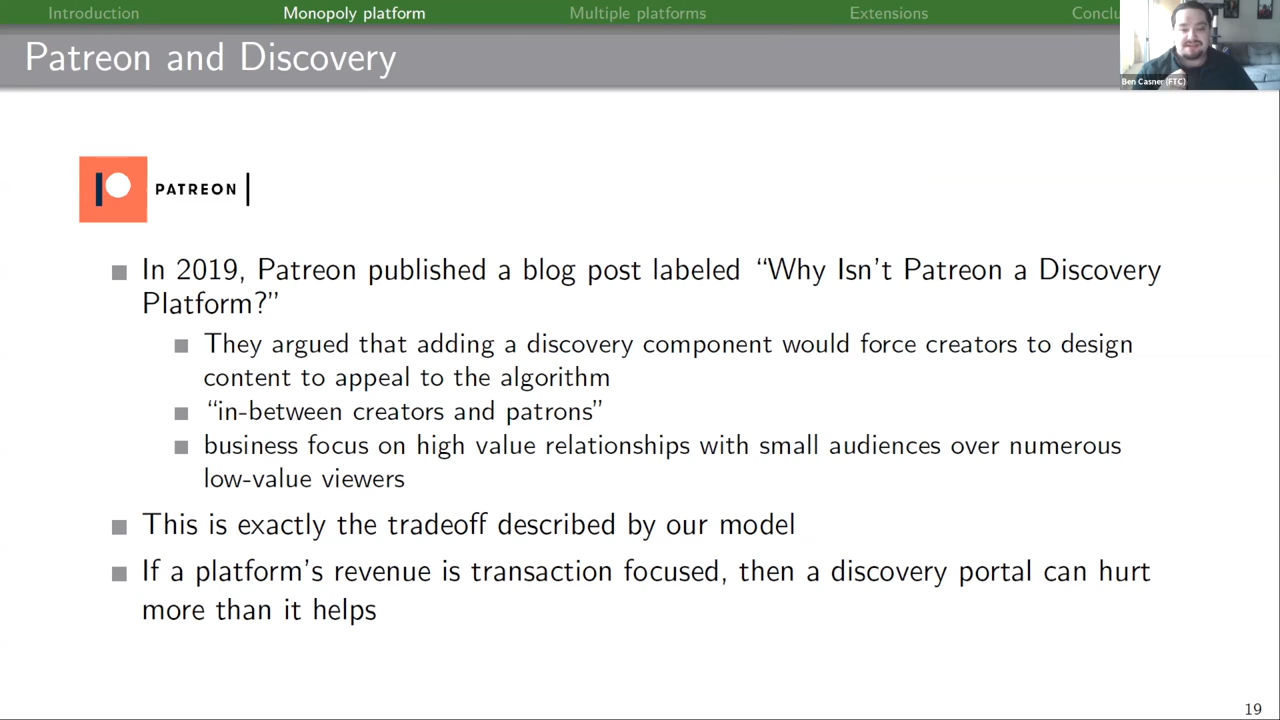 Introduction Monopoly platform Multiple platforms Extensions Conclu
Patreon and Discovery
Ben Casner (FTC)
PATREON
In 2019, Patreon published a blog post labeled “Why Isn’t Patreon a Discovery
Platform?”
They argued that adding a discovery component would force creators to design
content to appeal to the algorithm
“in-between creators and patrons”
business focus on high value relationships with small audiences over numerous
low-value viewers
This is exactly the tradeoff described by our model
If a platform’s revenue is transaction focused, then a discovery portal can hurt
more than it helps
19